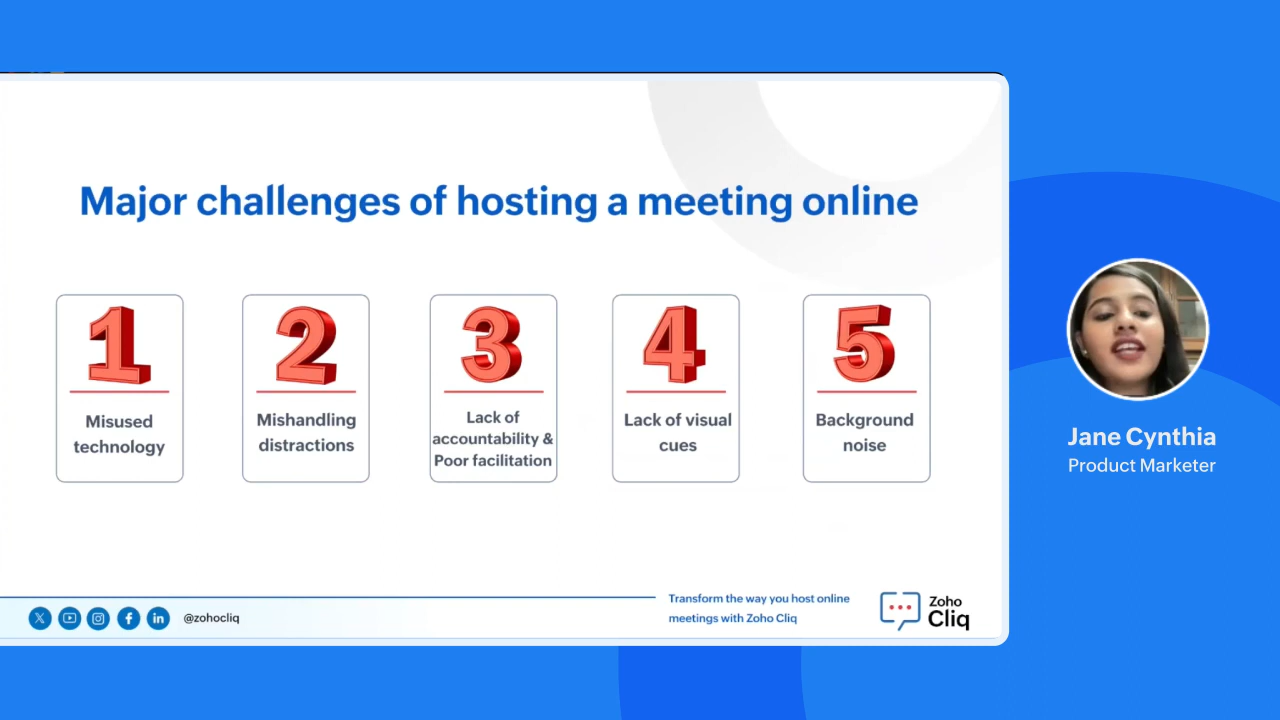 Major challenges of hosting a meeting online
1
Misused
technology
2
Mishandling
distractions
3
Lack of
accountability &
Poor facilitation
4
Lack of visual
cues
5
Background
noise
Jane Cynthia
Product Marketer
@zohocliq
Transform the way you host online
meetings with Zoho Cliq
Zoho
Cliq